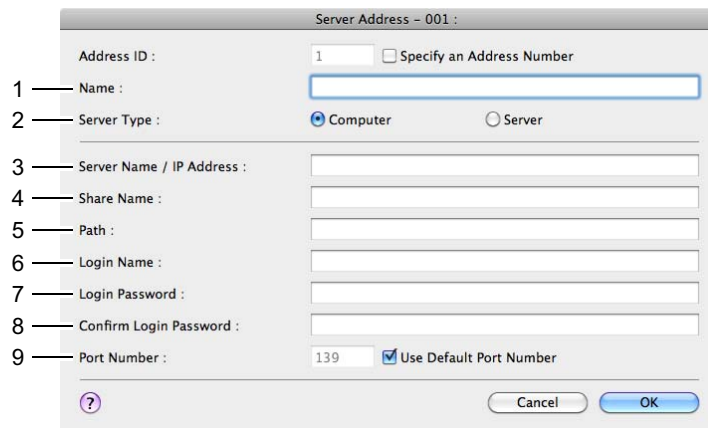 Server Address - 001 :
Address ID : 1 Specify an Address Number
1 Name :
2 Server Type : Computer Server
3 Server Name / IP Address :
4 Share Name :
5 Path :
6 Login Name :
7 Login Password :
8 Confirm Login Password :
9 Port Number : 139 Use Default Port Number
? Cancel OK